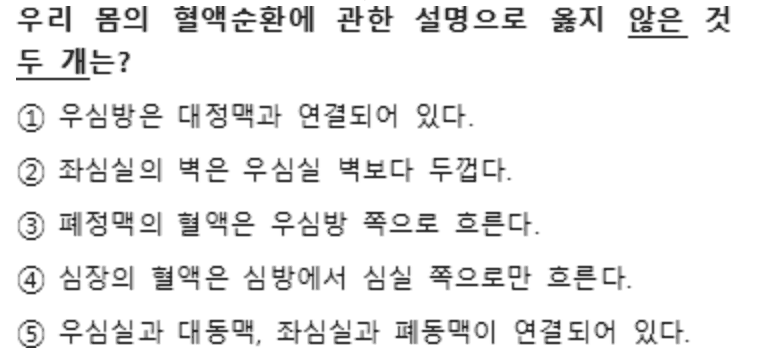 우리 몸의 혈액순환에 관한 설명으로 옳지 않은 것
두 개는?
① 우심방은 대정맥과 연결되어 있다.
② 좌심실의 벽은 우심실 벽보다 두껍다.
③ 폐정맥의 혈액은 우심방 쪽으로 흐른다.
④ 심장의 혈액은 심방에서 심실 쪽으로만 흐른다.
⑤ 우심실과 대동맥, 좌심실과 폐동맥이 연결되어 있다.